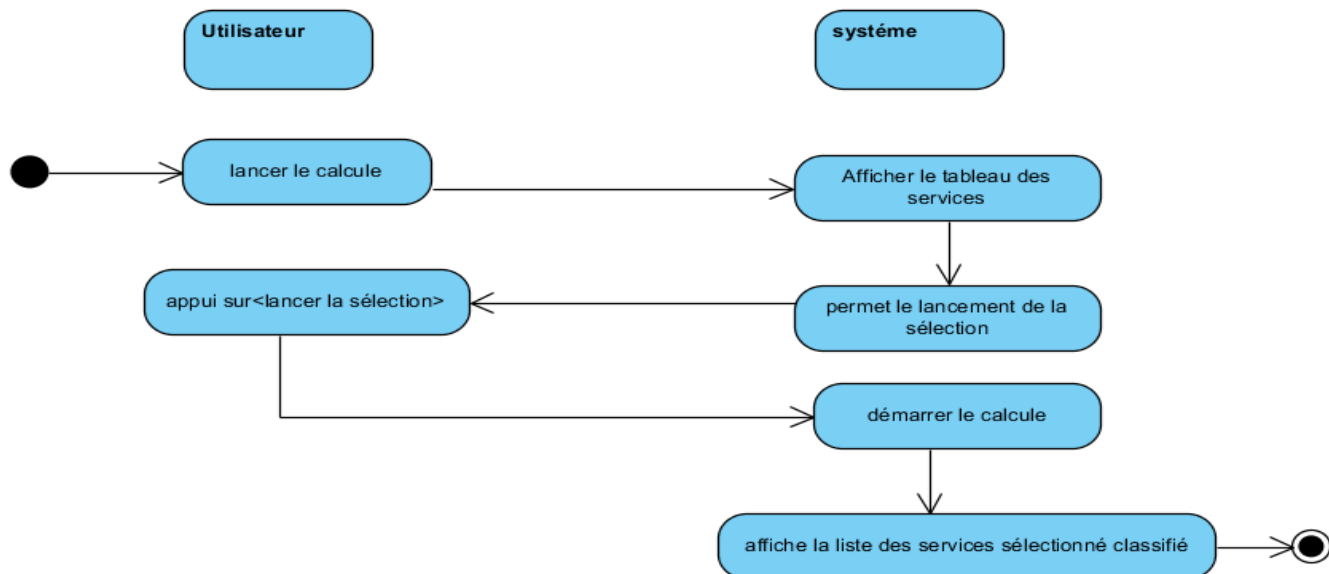 Utilisateur
systéme
lancer le calcule
Afficher le tableau des
services
appui sur<lancer la sélection>
permet le lancement de la
sélection
démarrer le calcule
affiche la liste des services sélectionné classifié